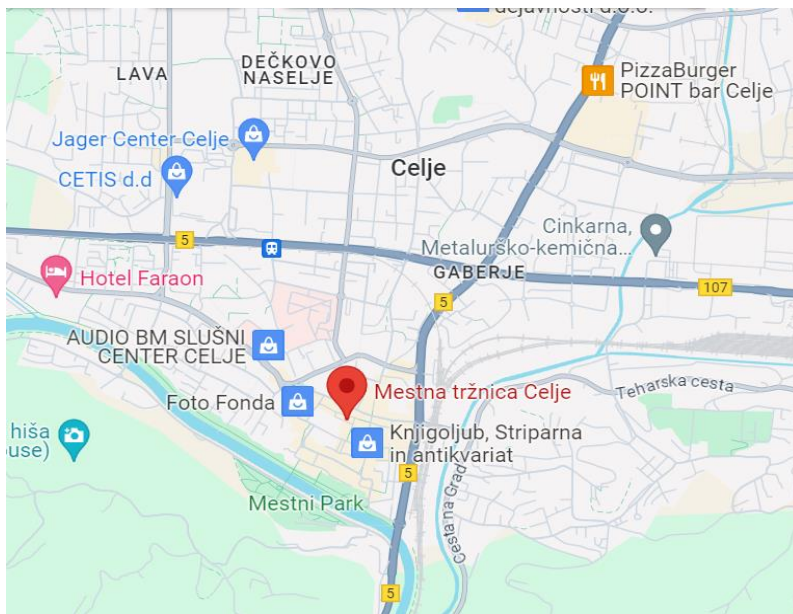 dejavnosti d.o.o.
DEČKOVO
NASELJE
LAVA
PizzaBurger
POINT bar Celje
Jager Center Celje
CETIS d.d
Celje
Cinkarna,
Metalurško-kemična...
5
GABERJE
Hotel Faraon
107
5
AUDIO BM SLUŠNI
CENTER CELJE
Mestna tržnica Celje
Teharska cesta
Foto Fonda
hiša
ouse)
Knjigoljub, Striparna
in antikvariat
5
Cesta na Grad
Mestni Park
5